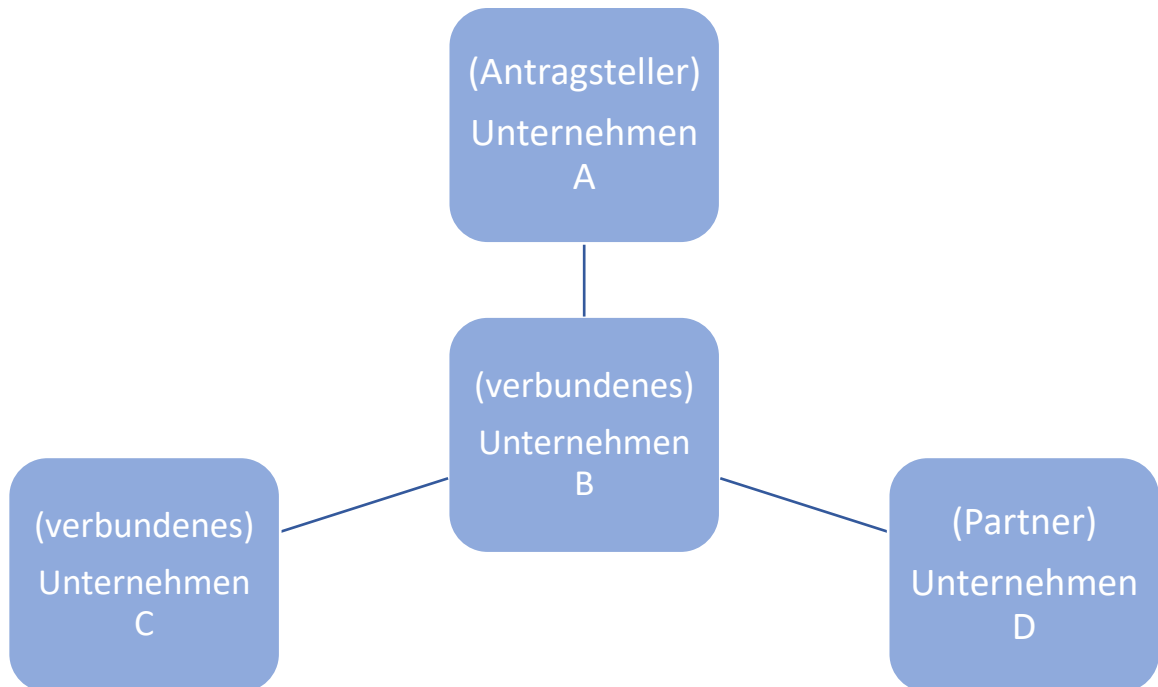 (Antragsteller)
Unternehmen
A
(verbundenes)
Unternehmen
B
(verbundenes)
Unternehmen
C
(Partner)
Unternehmen
D